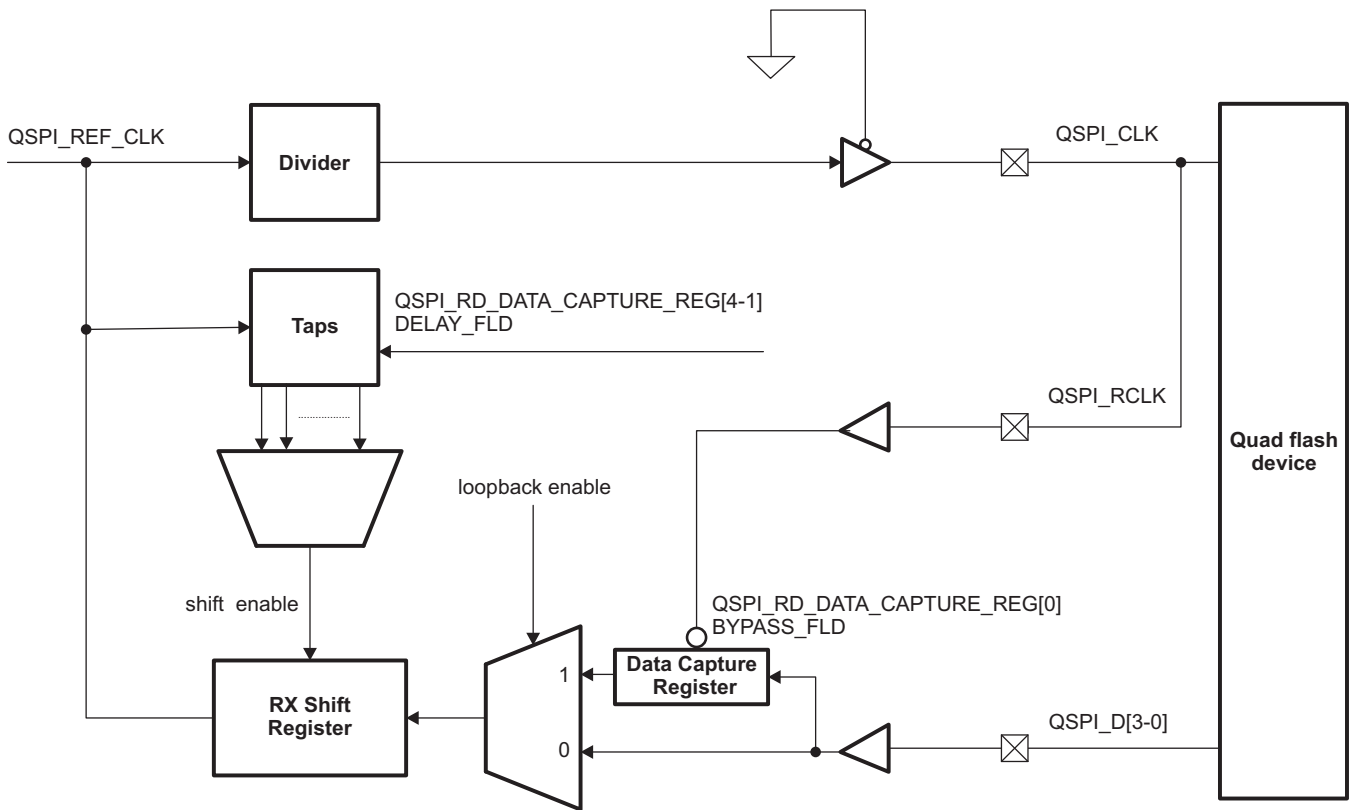 QSPI_REF_CLK
Divider
QSPI_CLK
Taps
QSPI_RD_DATA_CAPTURE_REG[4-1]
DELAY_FLD
QSPI_RCLK
Quad flash
device
loopback enable
shift enable
QSPI_RD_DATA_CAPTURE_REG[0]
BYPASS_FLD
Data Capture
Register
1
RX Shift
Register
QSPI_D[3-0]
0